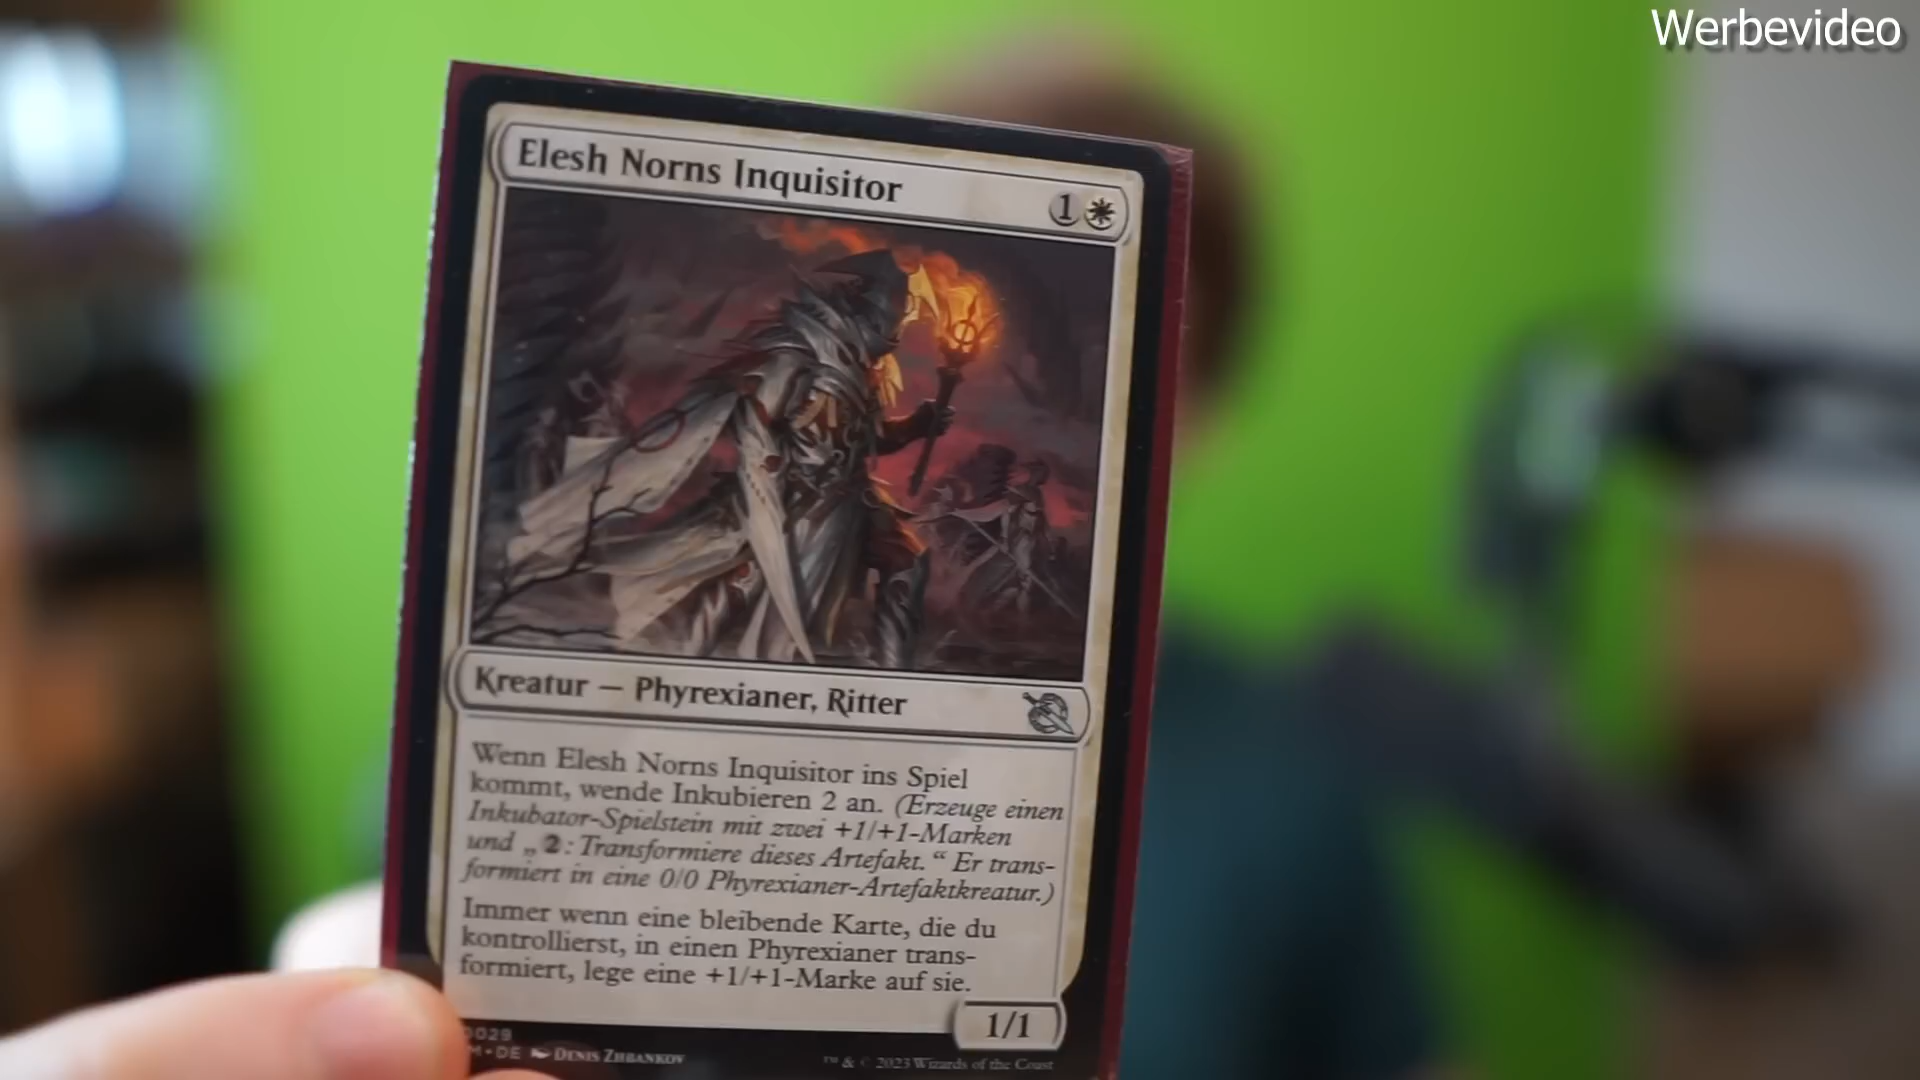 Werbevideo
Elesh Norns Inquisitor
1
Kreatur — Phyrexianer, Ritter
Wenn Elesh Norns Inquisitor ins Spiel
kommt, wende Inkubieren 2 an. (Erzeuge einen
Inkubator-Spielstein mit zwei +1/+1-Marken
und „2: Transformiere dieses Artefakt.“ Er trans-
formiert in eine 0/0 Phyrexianer-Artefaktkreatur.)
Immer wenn eine bleibende Karte, die du
kontrollierst, in einen Phyrexianer trans-
formiert, lege eine +1/+1-Marke auf sie.
1/1
0029
M • DE Denis Zhbankov
™ & © 2023 Wizards of the Coast